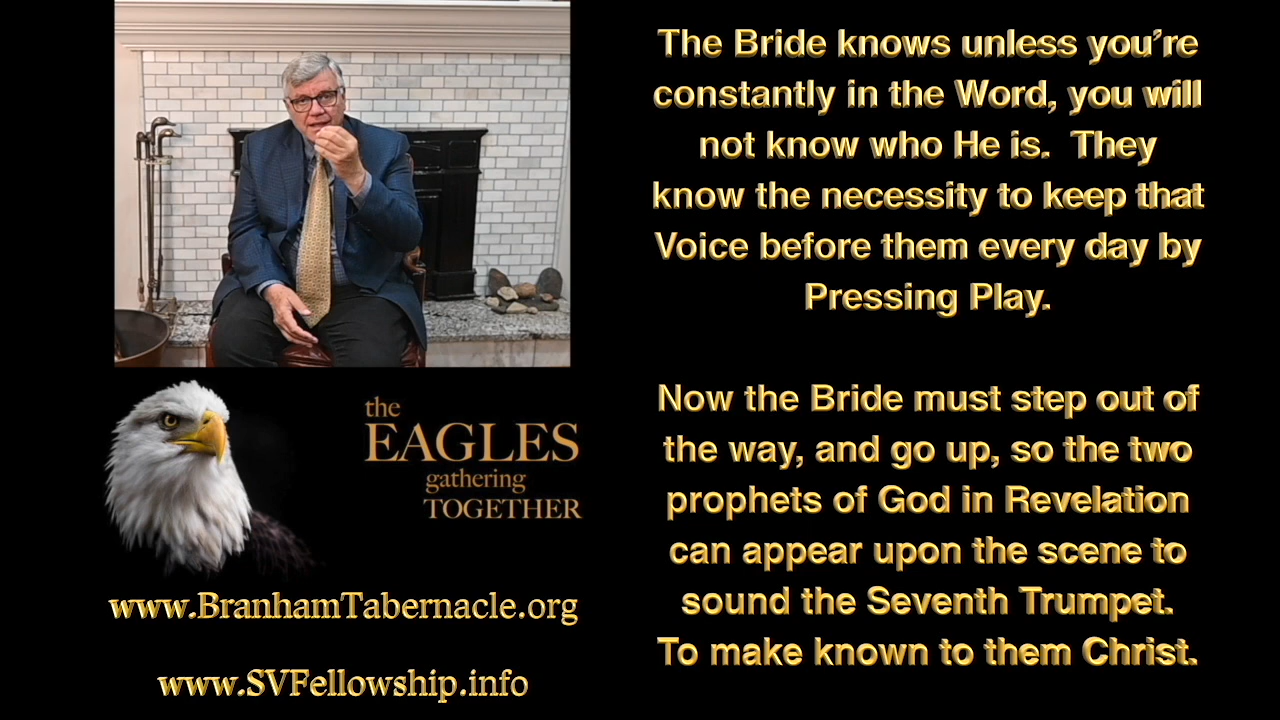 The Bride knows unless you’re
constantly in the Word, you will
not know who He is.  They
know the necessity to keep that
Voice before them every day by
Pressing Play.
Now the Bride must step out of
the way, and go up, so the two
prophets of God in Revelation
can appear upon the scene to
sound the Seventh Trumpet.
To make known to them Christ.
the
EAGLES
gathering
TOGETHER
www.BranhamTabernacle.org
www.SVFellowship.info